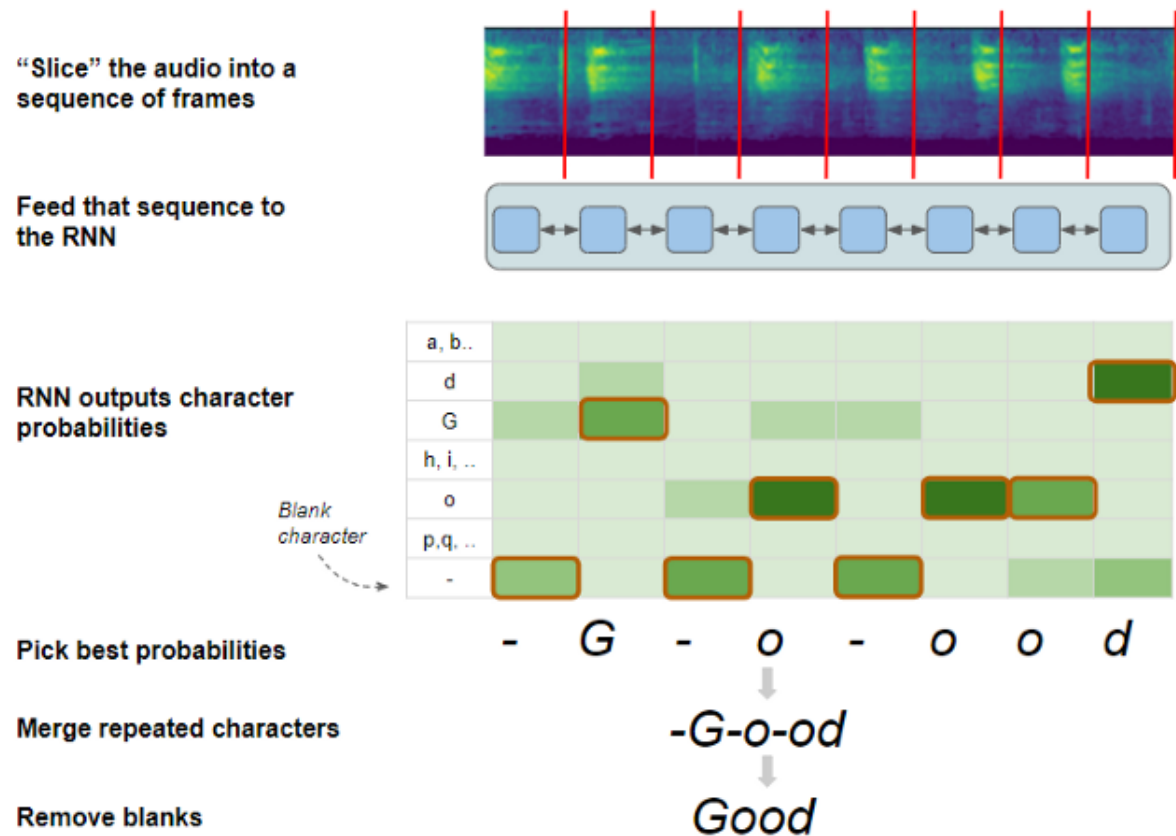 “Slice” the audio into a
sequence of frames
Feed that sequence to
the RNN
RNN outputs character
probabilities
Blank
character
a, b..
d
G
h, i, ..
o
p,q, ..
-
Pick best probabilities
- G - o - o o d
Merge repeated characters
-G-o-od
Remove blanks
Good